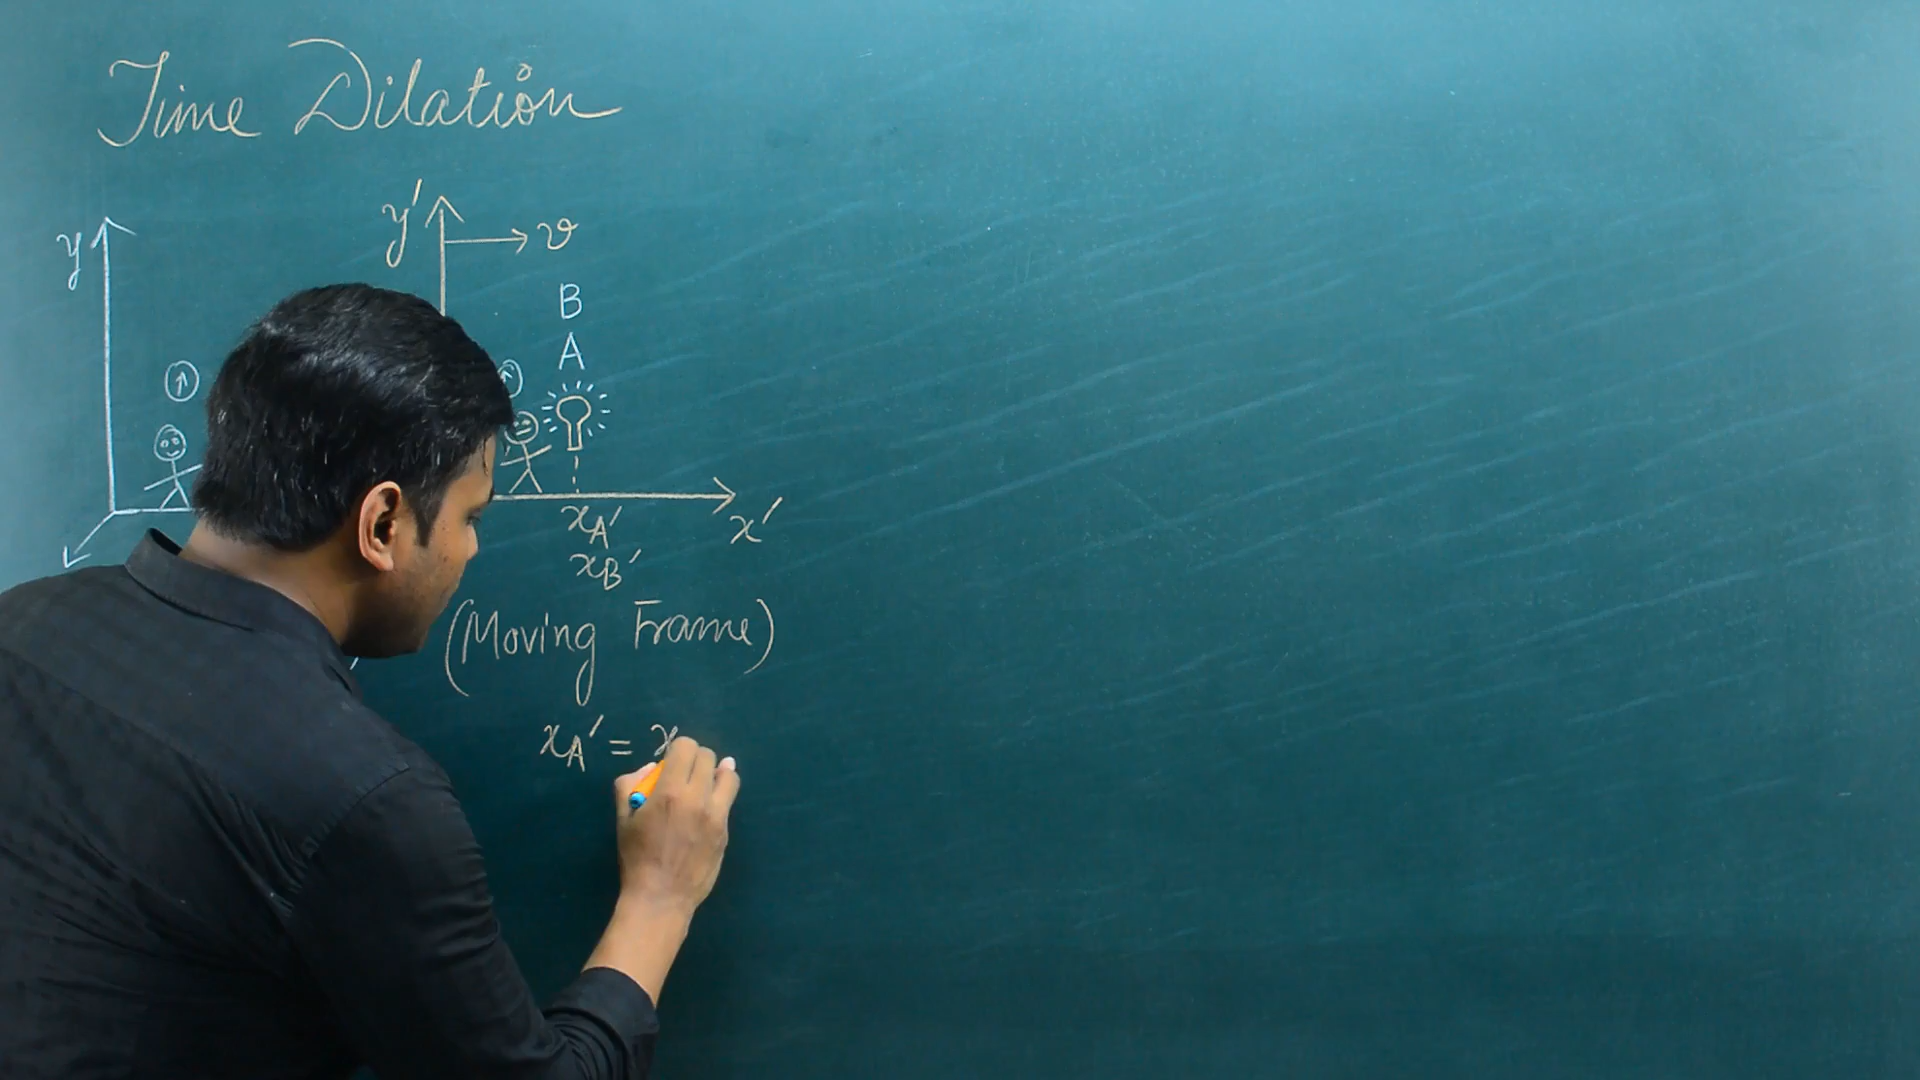 Time Dilation
y
y′
v
B
A
x′
xA′
xB′
(Moving Frame)
xA′ = x